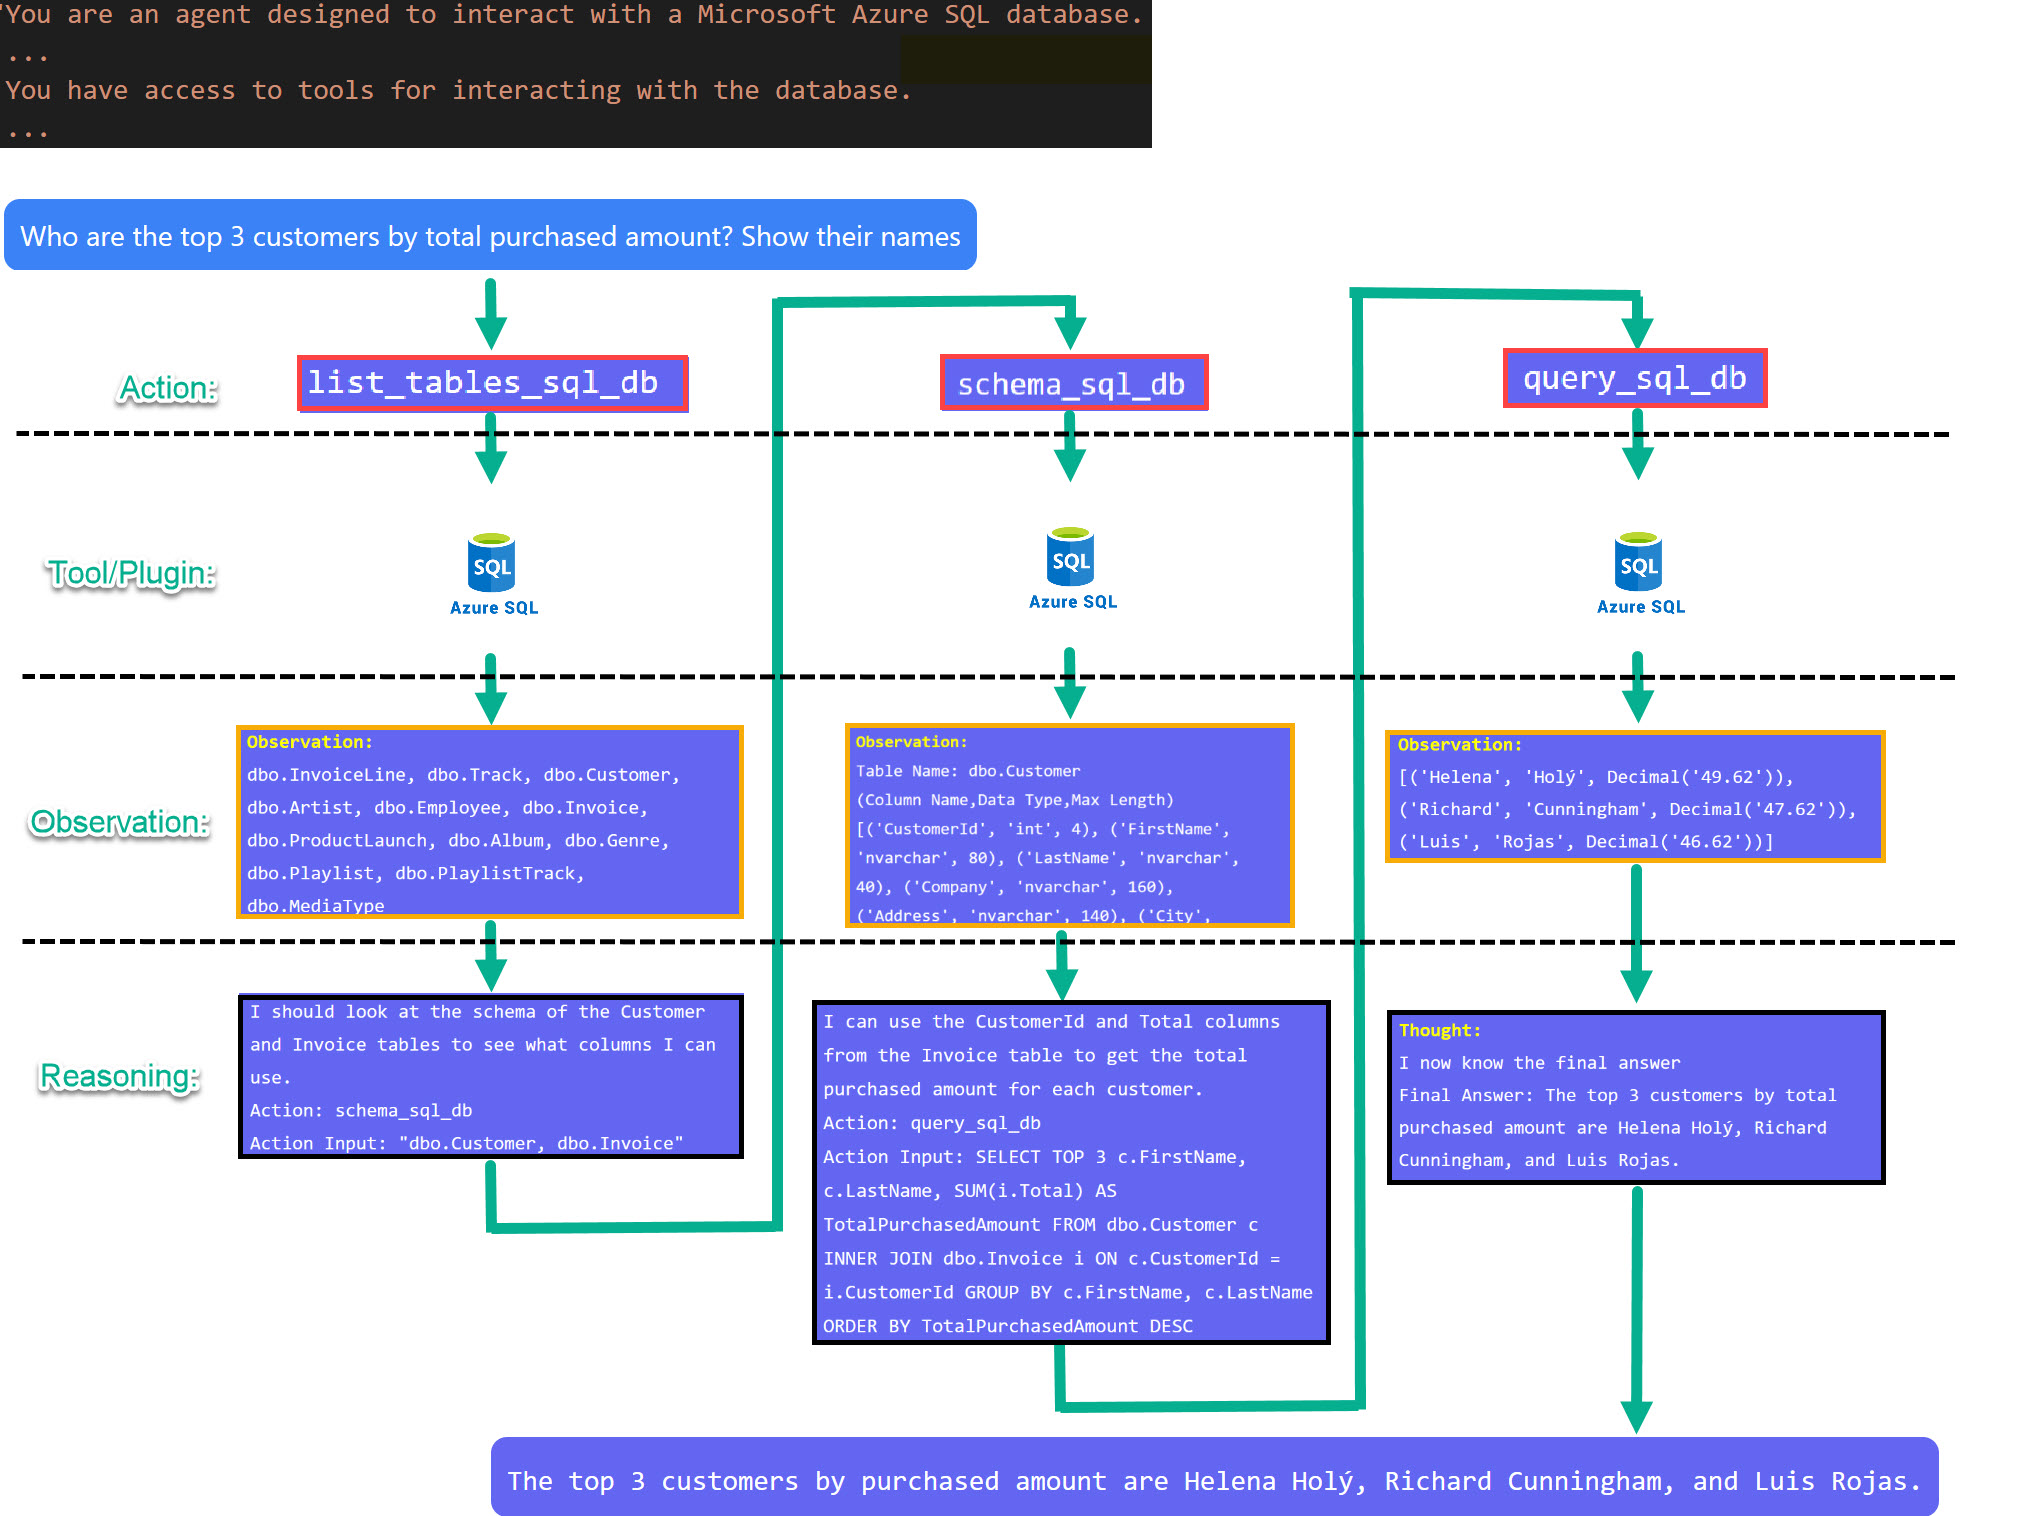 'You are an agent designed to interact with a Microsoft Azure SQL database.
...
You have access to tools for interacting with the database.
...
Who are the top 3 customers by total purchased amount? Show their names
Action:
list_tables_sql_db
schema_sql_db
query_sql_db
Tool/Plugin:
SQL
Azure SQL
SQL
Azure SQL
SQL
Azure SQL
Observation:
Observation:
dbo.InvoiceLine, dbo.Track, dbo.Customer,
dbo.Artist, dbo.Employee, dbo.Invoice,
dbo.ProductLaunch, dbo.Album, dbo.Genre,
dbo.Playlist, dbo.PlaylistTrack,
dbo.MediaType
Observation:
Table Name: dbo.Customer
(Column Name,Data Type,Max Length)
[('CustomerId', 'int', 4), ('FirstName',
'nvarchar', 80), ('LastName', 'nvarchar',
40), ('Company', 'nvarchar', 160),
('Address', 'nvarchar', 140), ('City',
Observation:
[('Helena', 'Holý', Decimal('49.62')),
('Richard', 'Cunningham', Decimal('47.62')),
('Luis', 'Rojas', Decimal('46.62'))]
Reasoning:
I should look at the schema of the Customer
and Invoice tables to see what columns I can
use.
Action: schema_sql_db
Action Input: "dbo.Customer, dbo.Invoice"
I can use the CustomerId and Total columns
from the Invoice table to get the total
purchased amount for each customer.
Action: query_sql_db
Action Input: SELECT TOP 3 c.FirstName,
c.LastName, SUM(i.Total) AS
TotalPurchasedAmount FROM dbo.Customer c
INNER JOIN dbo.Invoice i ON c.CustomerId =
i.CustomerId GROUP BY c.FirstName, c.LastName
ORDER BY TotalPurchasedAmount DESC
Thought:
I now know the final answer
Final Answer: The top 3 customers by total
purchased amount are Helena Holý, Richard
Cunningham, and Luis Rojas.
The top 3 customers by purchased amount are Helena Holý, Richard Cunningham, and Luis Rojas.